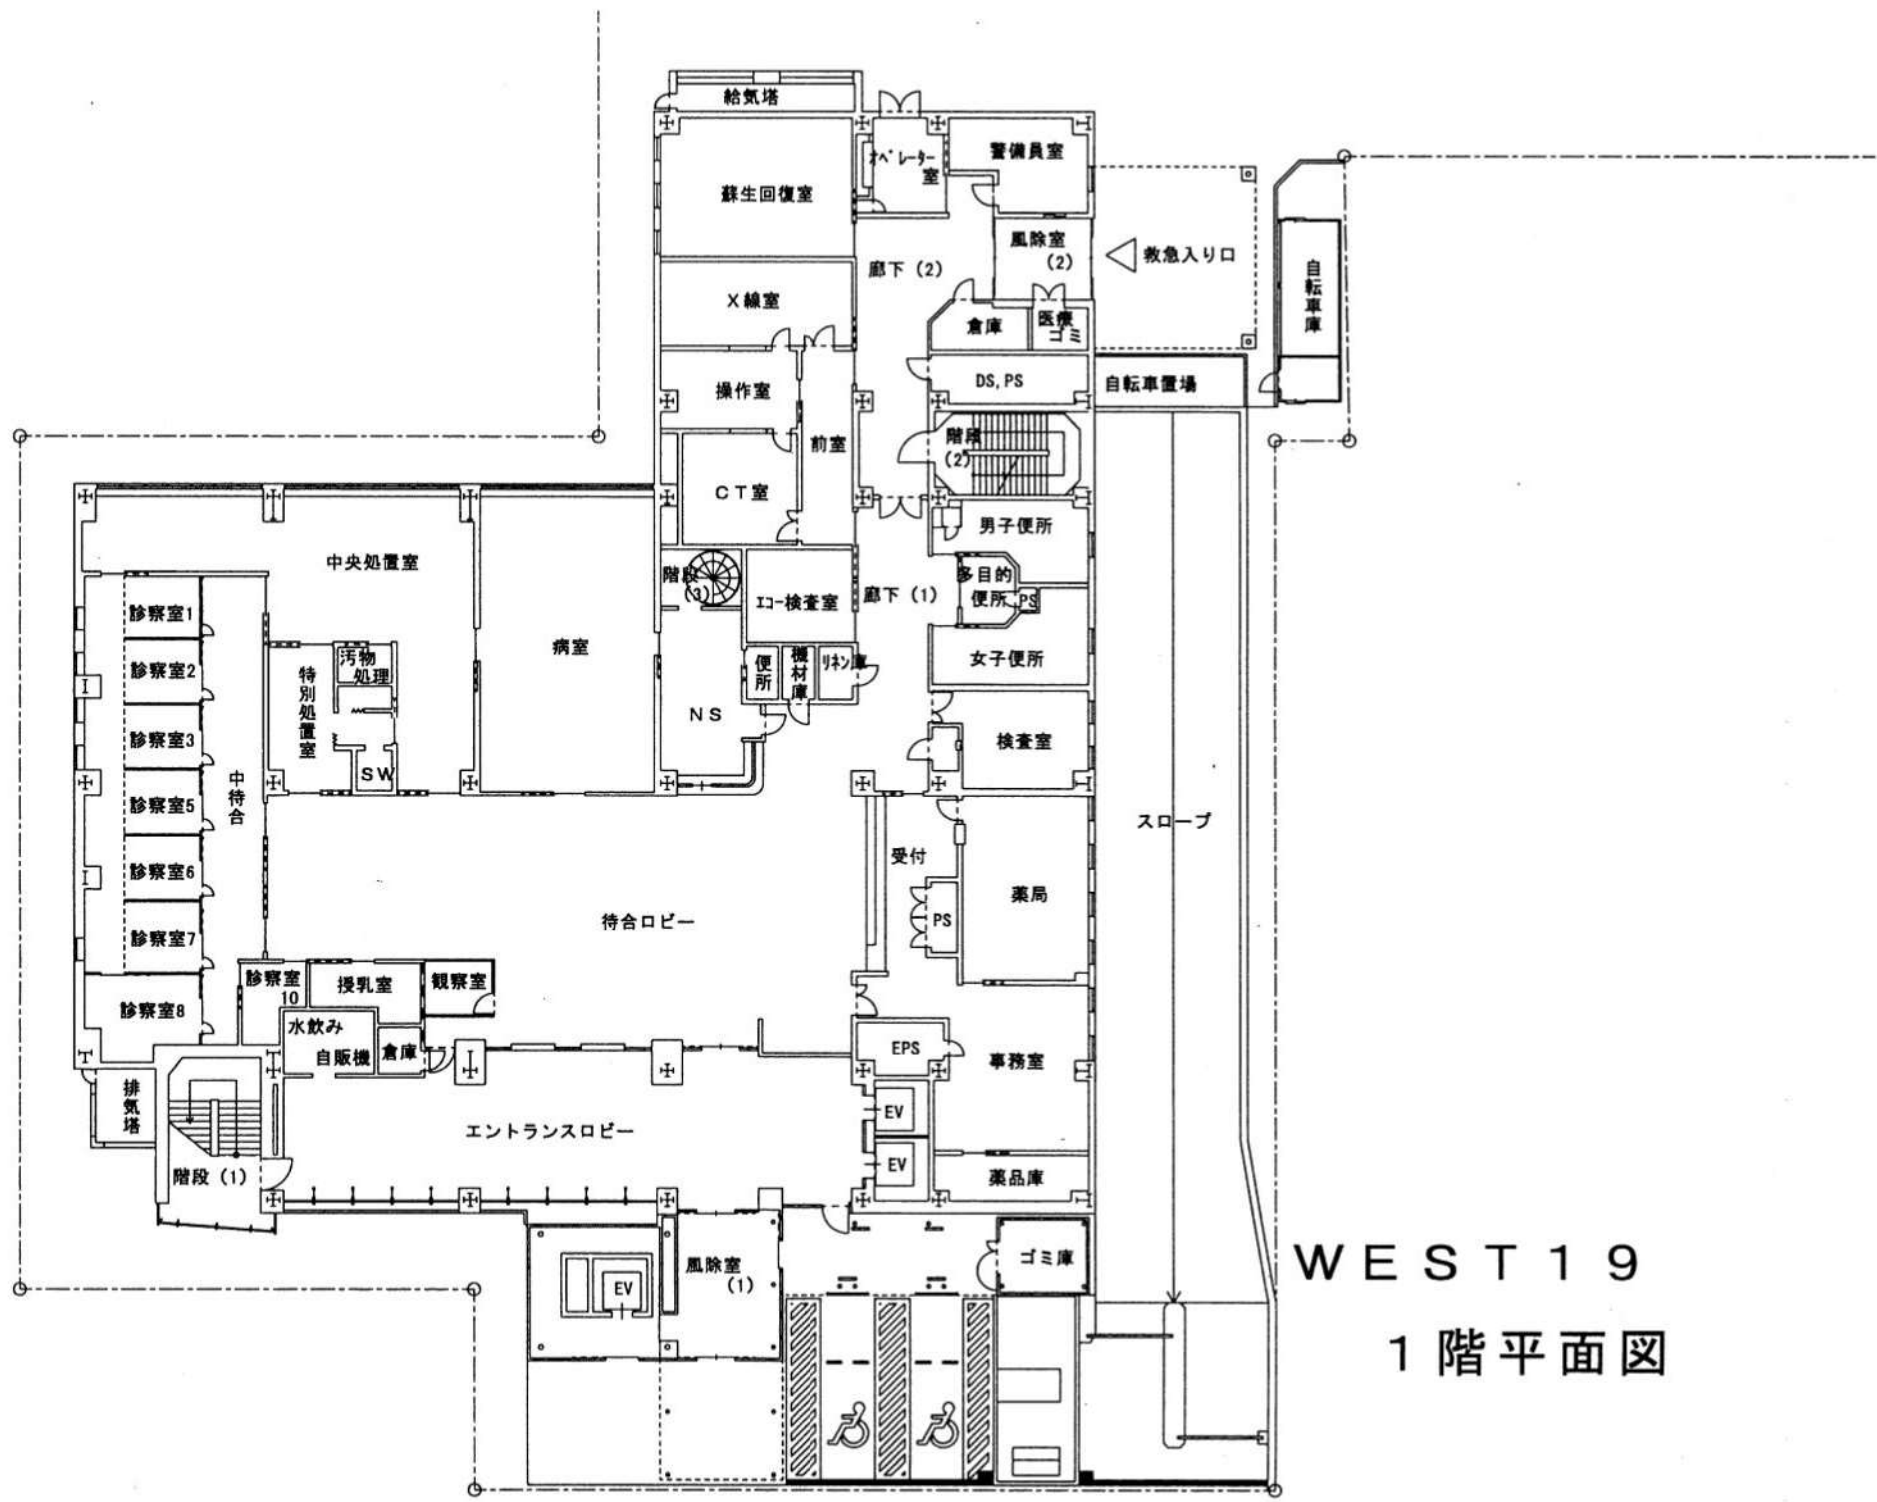 給気塔
ｵﾍﾟﾚｰﾀｰ
室
警備員室
蘇生回復室
風除室
(2)
救急入り口
廊下 (2)
自転車庫
X線室
倉庫
医療
ゴミ
操作室
DS, PS
自転車置場
前室
階段
(2)
CT室
男子便所
中央処置室
階段
(3)
ｴｺｰ検査室
廊下 (1)
多目的
便所
PS
診察室1
病室
汚物
処理
便所
機材庫
ﾘﾈﾝ庫
女子便所
診察室2
特別処置室
NS
診察室3
検査室
SW
中待合
診察室5
スロープ
受付
診察室6
薬局
待合ロビー
PS
診察室7
診察室
10
授乳室
観察室
診察室8
水飲み
自販機
倉庫
EPS
事務室
排気塔
EV
エントランスロビー
EV
階段 (1)
薬品庫
風除室
(1)
EV
ゴミ庫
WEST19
1階平面図